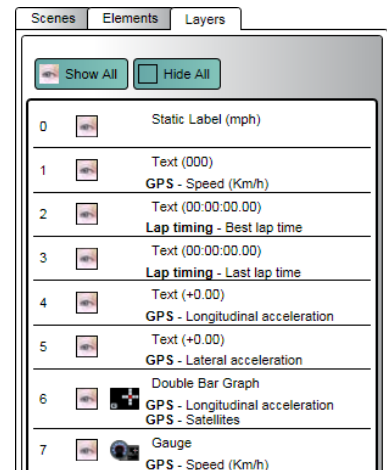 Scenes Elements Layers
Show All Hide All
0 Static Label (mph)
1 Text (000)
GPS - Speed (Km/h)
2 Text (00:00:00.00)
Lap timing - Best lap time
3 Text (00:00:00.00)
Lap timing - Last lap time
4 Text (+0.00)
GPS - Longitudinal acceleration
5 Text (+0.00)
GPS - Lateral acceleration
6 Double Bar Graph
GPS - Longitudinal acceleration
GPS - Satellites
7 Gauge
GPS - Speed (Km/h)